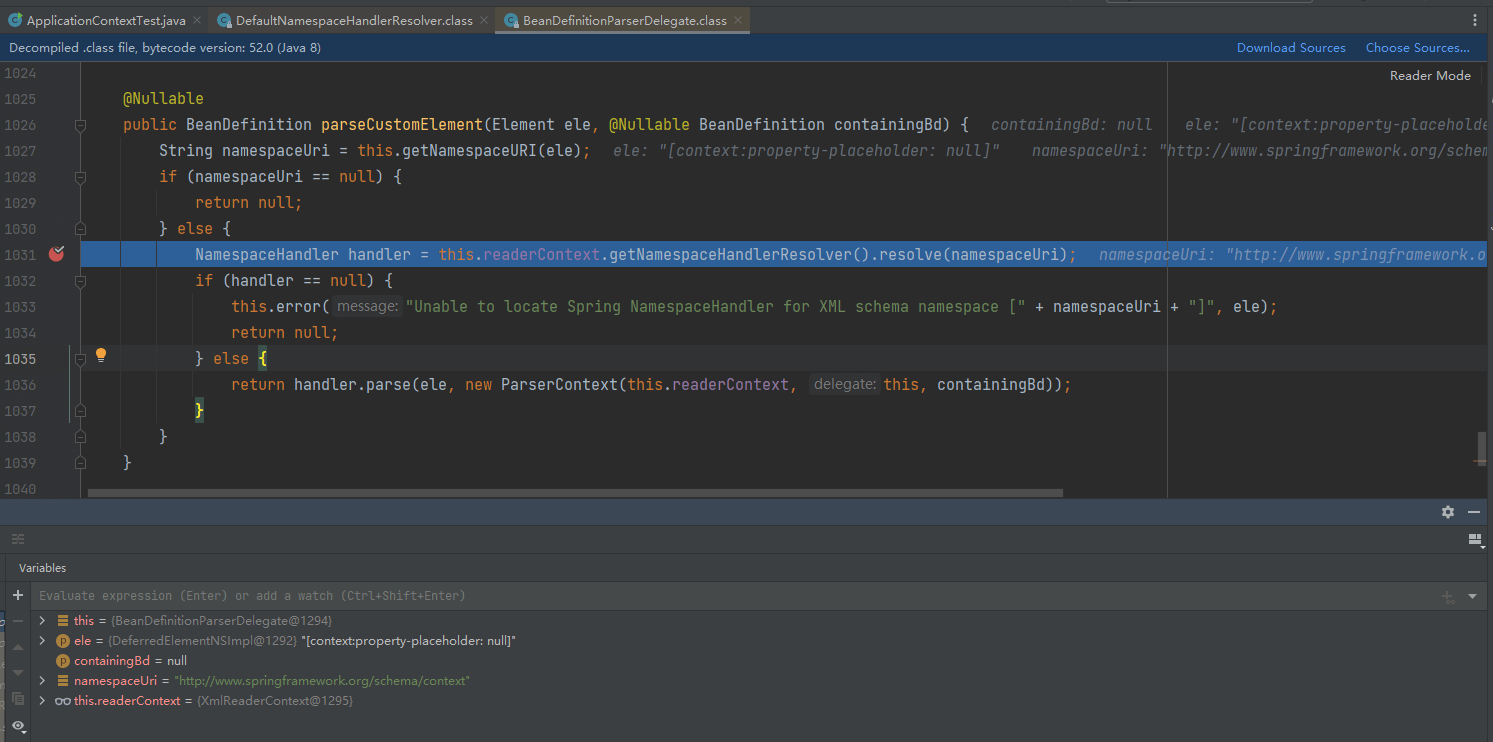 ApplicationContextTest.java DefaultNamespaceHandlerResolver.class BeanDefinitionParserDelegate.class
Decompiled .class file, bytecode version: 52.0 (Java 8) Download Sources Choose Sources...
1024 Reader Mode
1025 @Nullable
1026 public BeanDefinition parseCustomElement(Element ele, @Nullable BeanDefinition containingBd) { containingBd: null ele: "[context:property-placeholde
1027 String namespaceUri = this.getNamespaceURI(ele); ele: "[context:property-placeholder: null]" namespaceUri: "http://www.springframework.org/schem
1028 if (namespaceUri == null) {
1029 return null;
1030 } else {
1031 NamespaceHandler handler = this.readerContext.getNamespaceHandlerResolver().resolve(namespaceUri); namespaceUri: "http://www.springframework.o
1032 if (handler == null) {
1033 this.error( message: "Unable to locate Spring NamespaceHandler for XML schema namespace [" + namespaceUri + "]", ele);
1034 return null;
1035 } else {
1036 return handler.parse(ele, new ParserContext(this.readerContext, delegate: this, containingBd));
1037 }
1038 }
1039 }
1040
Variables
Evaluate expression (Enter) or add a watch (Ctrl+Shift+Enter)
this = {BeanDefinitionParserDelegate@1294}
ele = {DeferredElementNSImpl@1292} "[context:property-placeholder: null]"
containingBd = null
namespaceUri = "http://www.springframework.org/schema/context"
this.readerContext = {XmlReaderContext@1295}